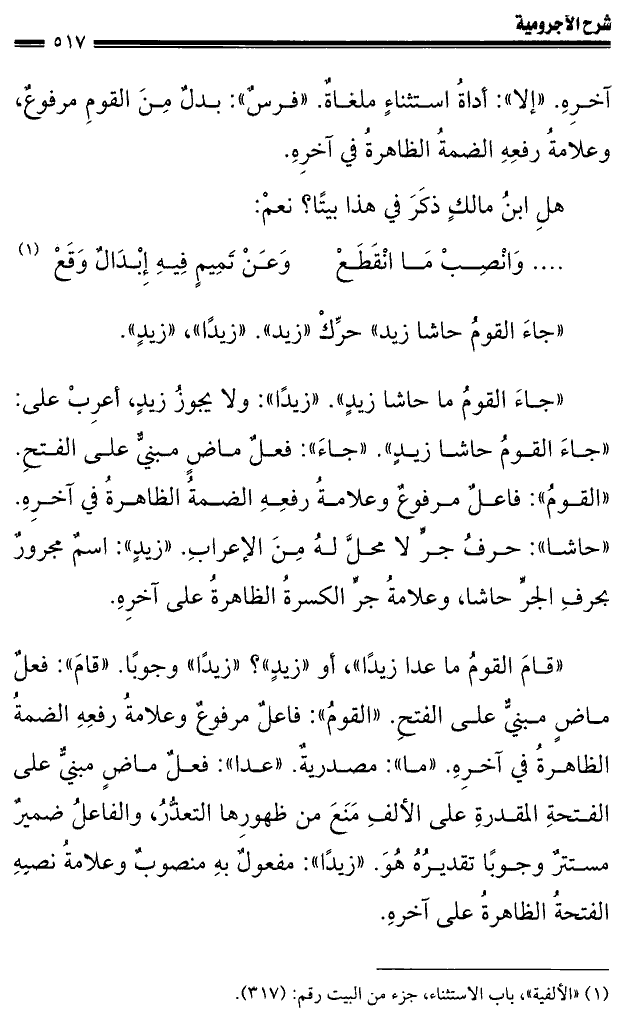 شرح الآجرومية
٥١٧
آخرِهِ. «إلا»: أداةُ استثناءٍ ملغاةٌ. «فرسٌ»: بدلٌ مِنَ القومِ مرفوعٌ،
وعلامةُ رفعِهِ الضمةُ الظاهرةُ في آخرِهِ.
هلِ ابنُ مالكٍ ذكَرَ في هذا بيتًا؟ نعمْ:
.... وَانْصِبْ مَا انْقَطَعْ وَعَنْ تَمِيمٍ فِيهِ إِبْدَالٌ وَقَعْ (١)
«جاءَ القومُ حاشا زيد» حرِّكْ «زيد». «زيدًا»، «زيدٍ».
«جاءَ القومُ ما حاشا زيدٍ». «زيدًا»: ولا يجوزُ زيدٍ، أعرِبْ على:
«جاءَ القومُ حاشا زيدٍ». «جاءَ»: فعلٌ ماضٍ مبنيٌّ على الفتحِ.
«القومُ»: فاعلٌ مرفوعٌ وعلامةُ رفعِهِ الضمةُ الظاهرةُ في آخرِهِ.
«حاشا»: حرفُ جرٍّ لا محلَّ لهُ مِنَ الإعرابِ. «زيدٍ»: اسمٌ مجرورٌ
بحرفِ الجرِّ حاشا، وعلامةُ جرِّ الكسرةُ الظاهرةُ على آخرِهِ.
«قامَ القومُ ما عدا زيدًا»، أو «زيدٍ»؟ «زيدًا» وجوبًا. «قامَ»: فعلٌ
ماضٍ مبنيٌّ على الفتحِ. «القومُ»: فاعلٌ مرفوعٌ وعلامةُ رفعِهِ الضمةُ
الظاهرةُ في آخرِهِ. «ما»: مصدريةٌ. «عدا»: فعلٌ ماضٍ مبنيٌّ على
الفتحةِ المقدرةِ على الألفِ مَنَعَ من ظهورِها التعذُّرُ، والفاعلُ ضميرٌ
مستترٌ وجوبًا تقديرُهُ هُوَ. «زيدًا»: مفعولٌ بهِ منصوبٌ وعلامةُ نصبِهِ
الفتحةُ الظاهرةُ على آخرِهِ.
(١) «الألفية»، باب الاستثناء، جزء من البيت رقم: (٣١٧).